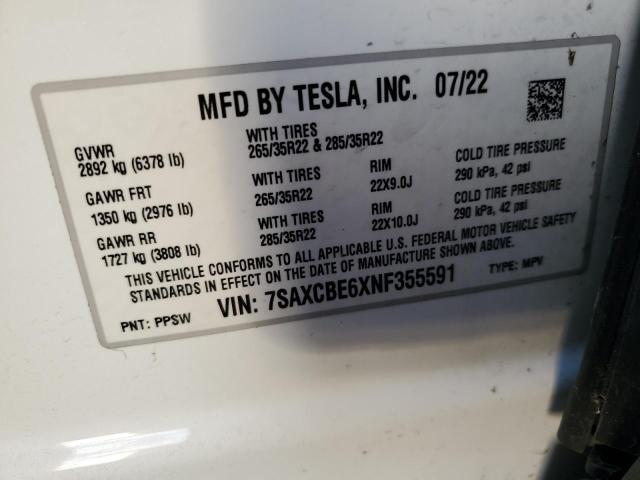 MFD BY TESLA, INC. 07/22
GVWR
2892 kg (6378 lb)
WITH TIRES
265/35R22 & 285/35R22
GAWR FRT
1350 kg (2976 lb)
WITH TIRES
265/35R22
RIM
22X9.0J
COLD TIRE PRESSURE
290 kPa, 42 psi
GAWR RR
1727 kg (3808 lb)
WITH TIRES
285/35R22
RIM
22X10.0J
COLD TIRE PRESSURE
290 kPa, 42 psi
THIS VEHICLE CONFORMS TO ALL APPLICABLE U.S. FEDERAL MOTOR VEHICLE SAFETY
STANDARDS IN EFFECT ON THE DATE OF MANUFACTURE SHOWN ABOVE.
PNT: PPSW
VIN: 7SAXCBE6XNF355591
TYPE: MPV